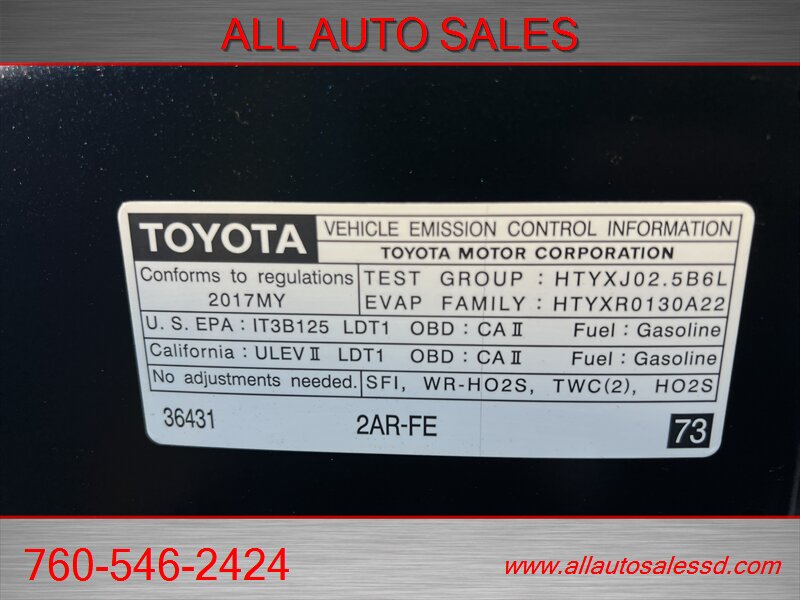 ALL AUTO SALES
TOYOTA
VEHICLE EMISSION CONTROL INFORMATION
TOYOTA MOTOR CORPORATION
Conforms to regulations
2017MY
TEST GROUP : HTYXJ02.5B6L
EVAP FAMILY : HTYXR0130A22
U. S. EPA : IT3B125 LDT1 OBD : CA II Fuel : Gasoline
California : ULEV II LDT1 OBD : CA II Fuel : Gasoline
No adjustments needed. SFI, WR-HO2S, TWC(2), HO2S
36431 2AR-FE 73
760-546-2424
www.allautosalessd.com